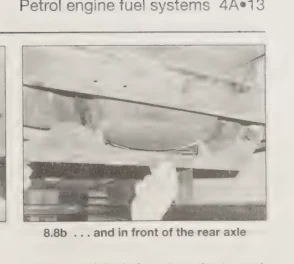 Petrol engine fuel systems 4A•13
8.8b ... and in front of the rear axle